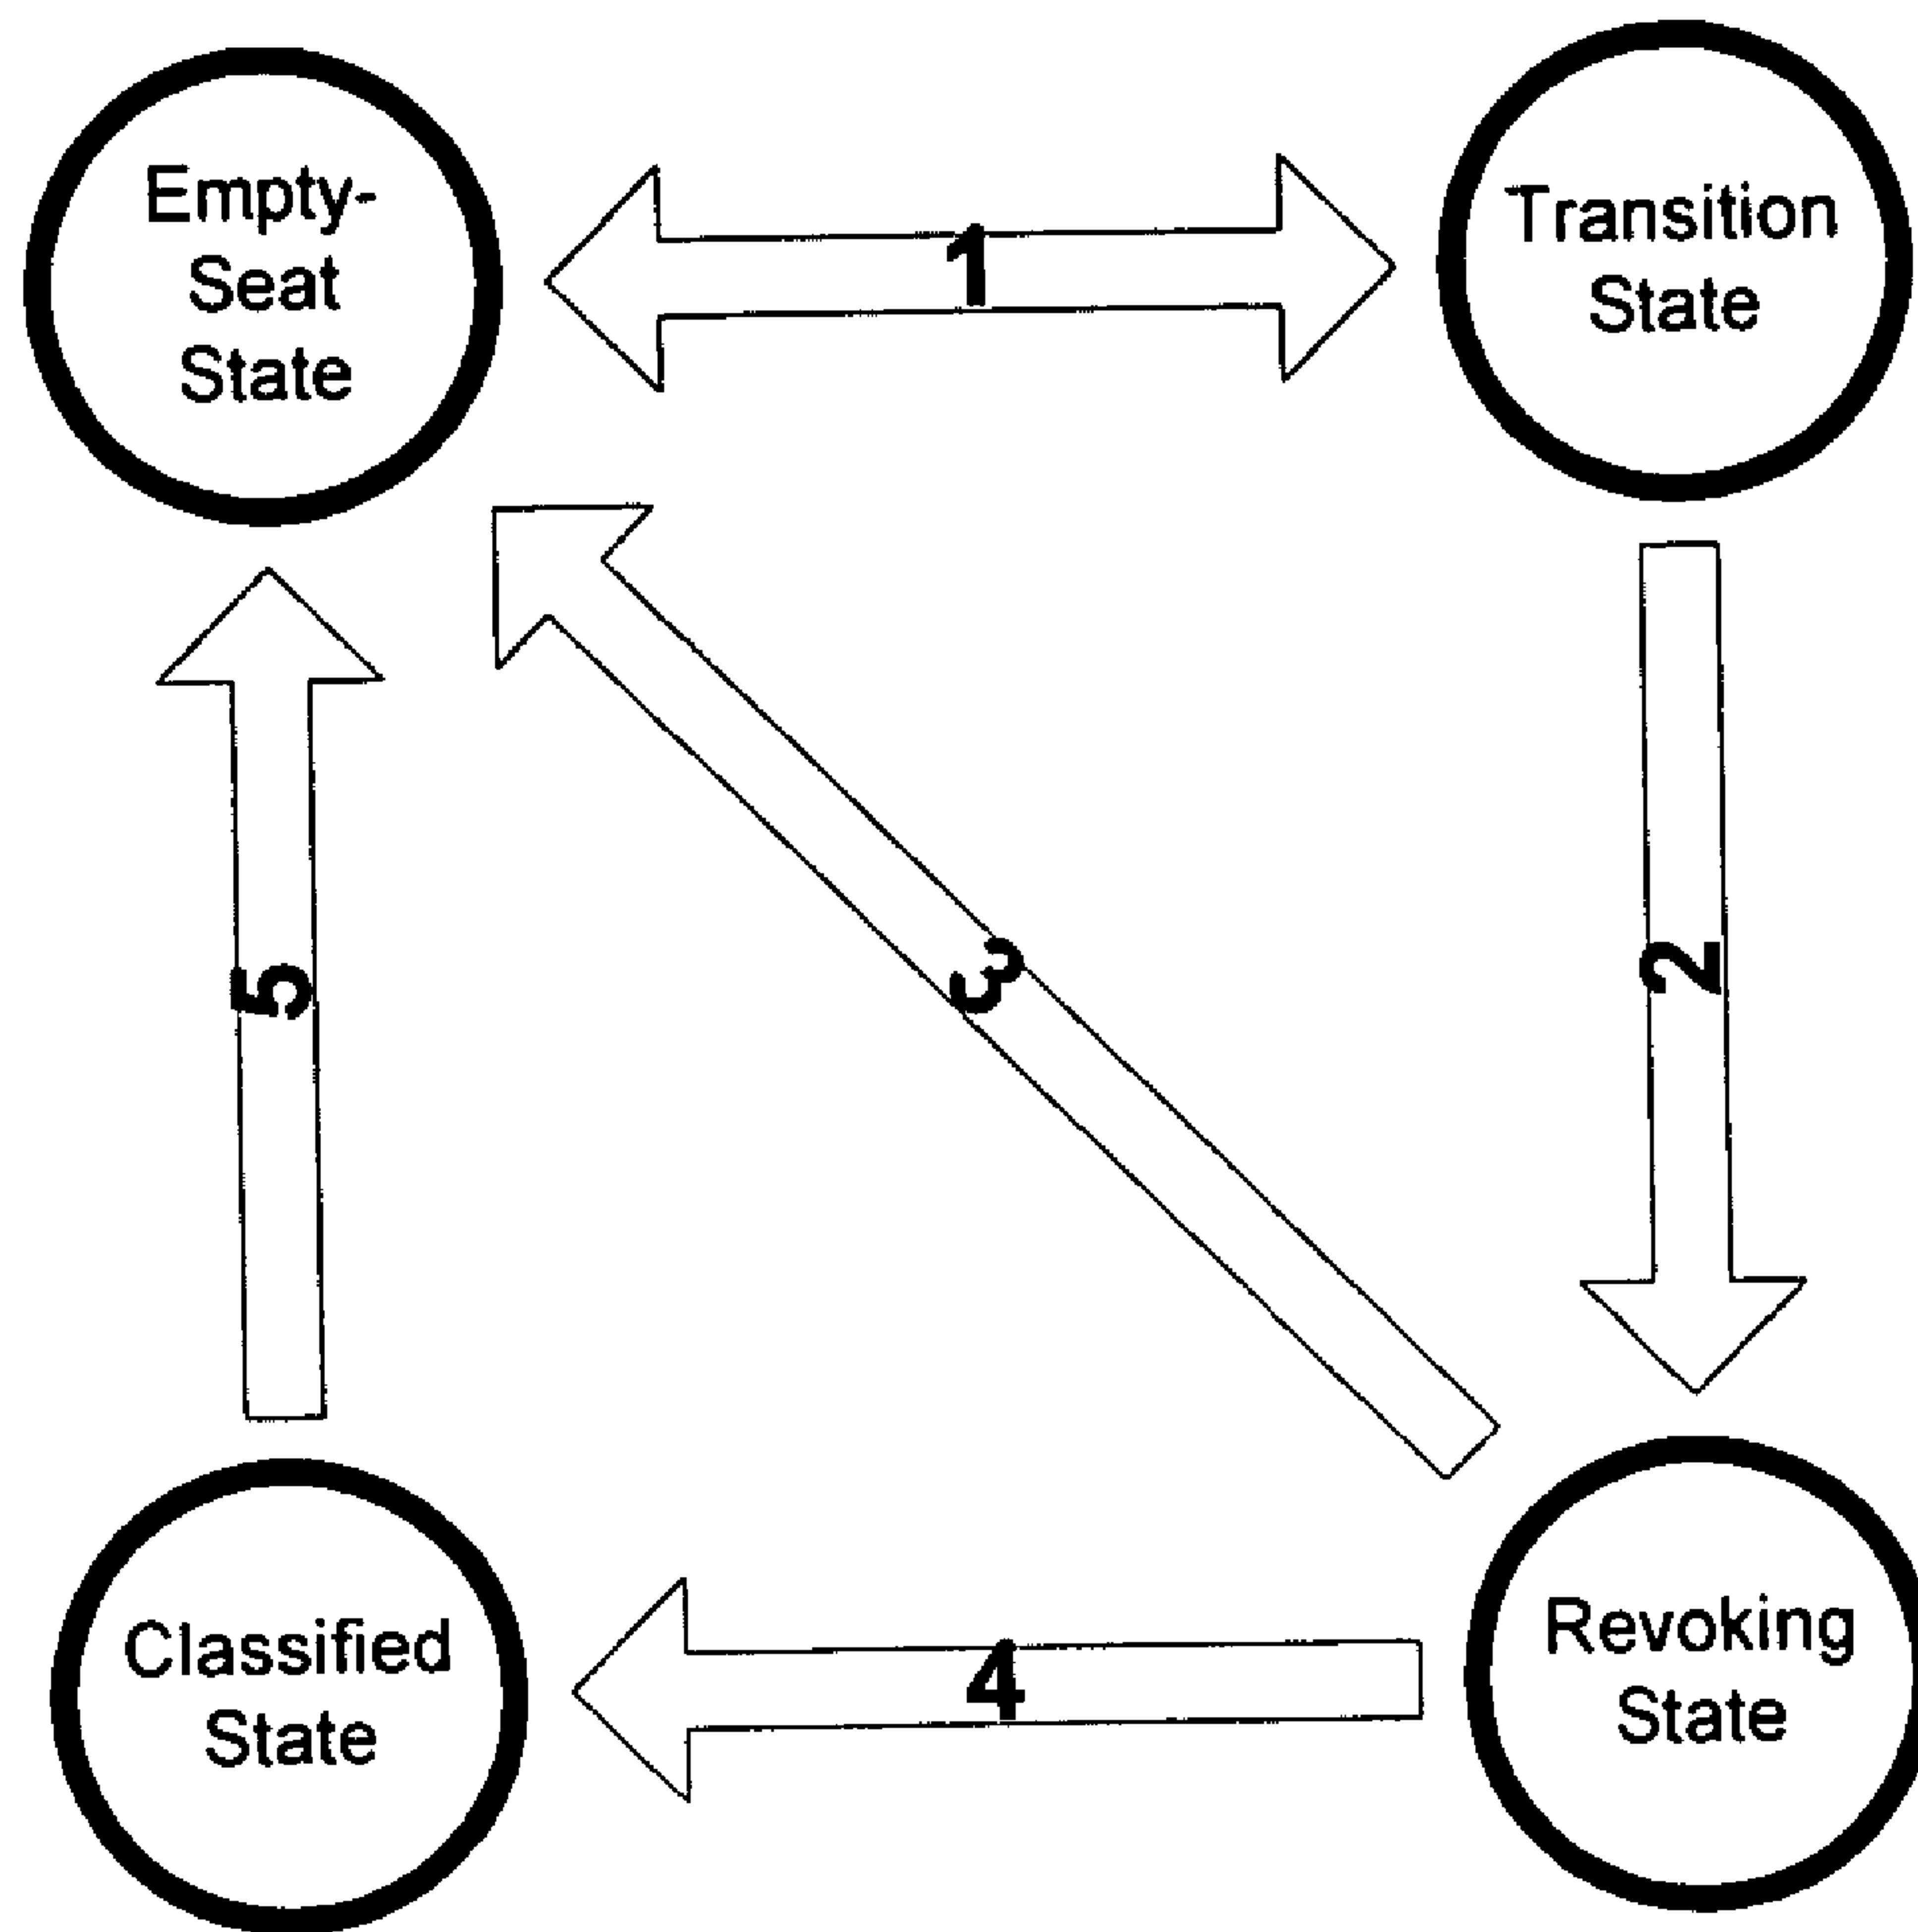 Empty-
Seat
State
1
Transition
State
5
3
2
Classified
State
4
Revoking
State